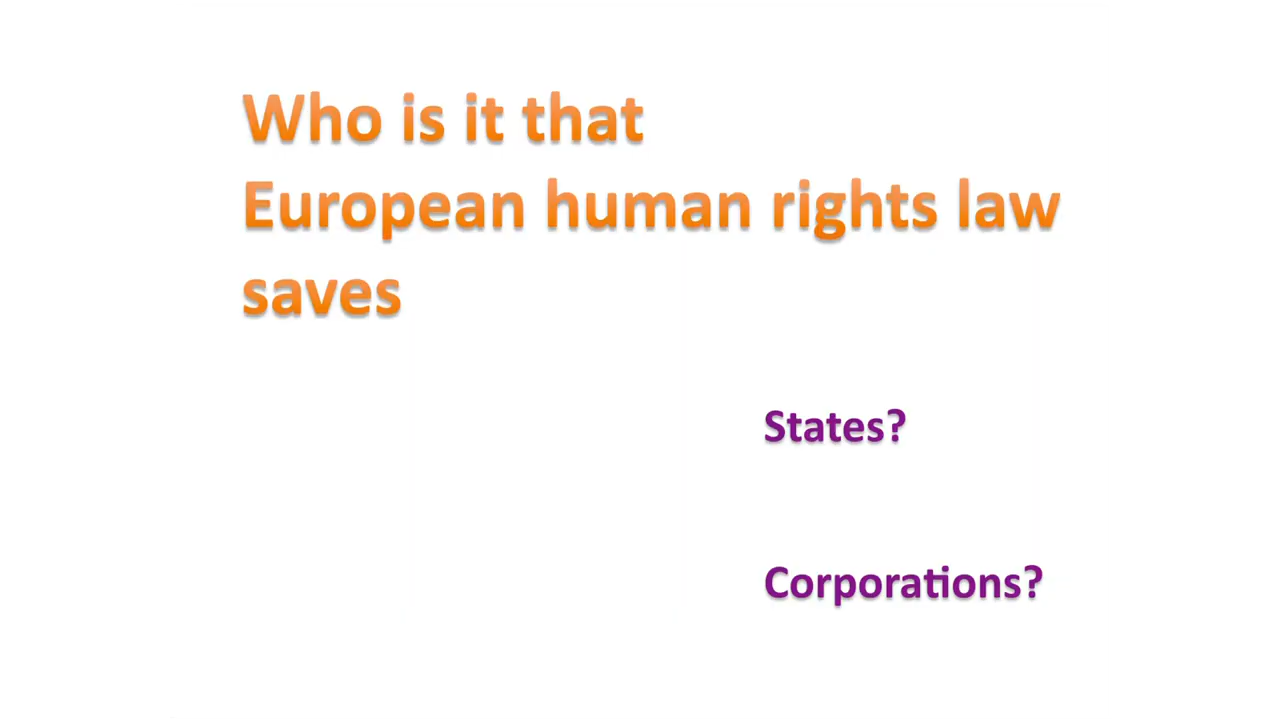 Who is it that
European human rights law
saves
States?
Corporations?